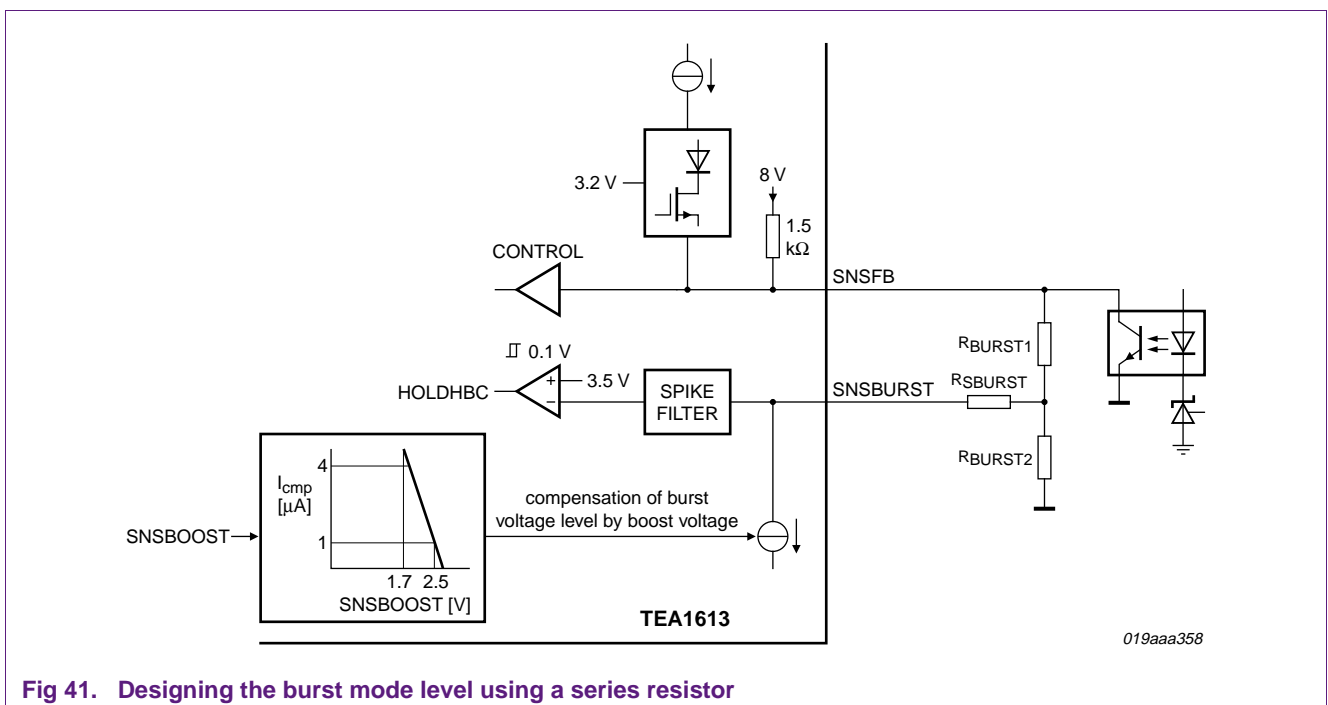 3.2 V
8 V
1.5
kΩ
CONTROL
SNSFB
0.1 V
3.5 V
HOLDHBC
+
−
SPIKE
FILTER
SNSBURST
RBURST1
RSBURST
RBURST2
4
Icmp
[μA]
1
1.7 2.5
SNSBOOST [V]
SNSBOOST
compensation of burst
voltage level by boost voltage
TEA1613
019aaa358
Fig 41. Designing the burst mode level using a series resistor